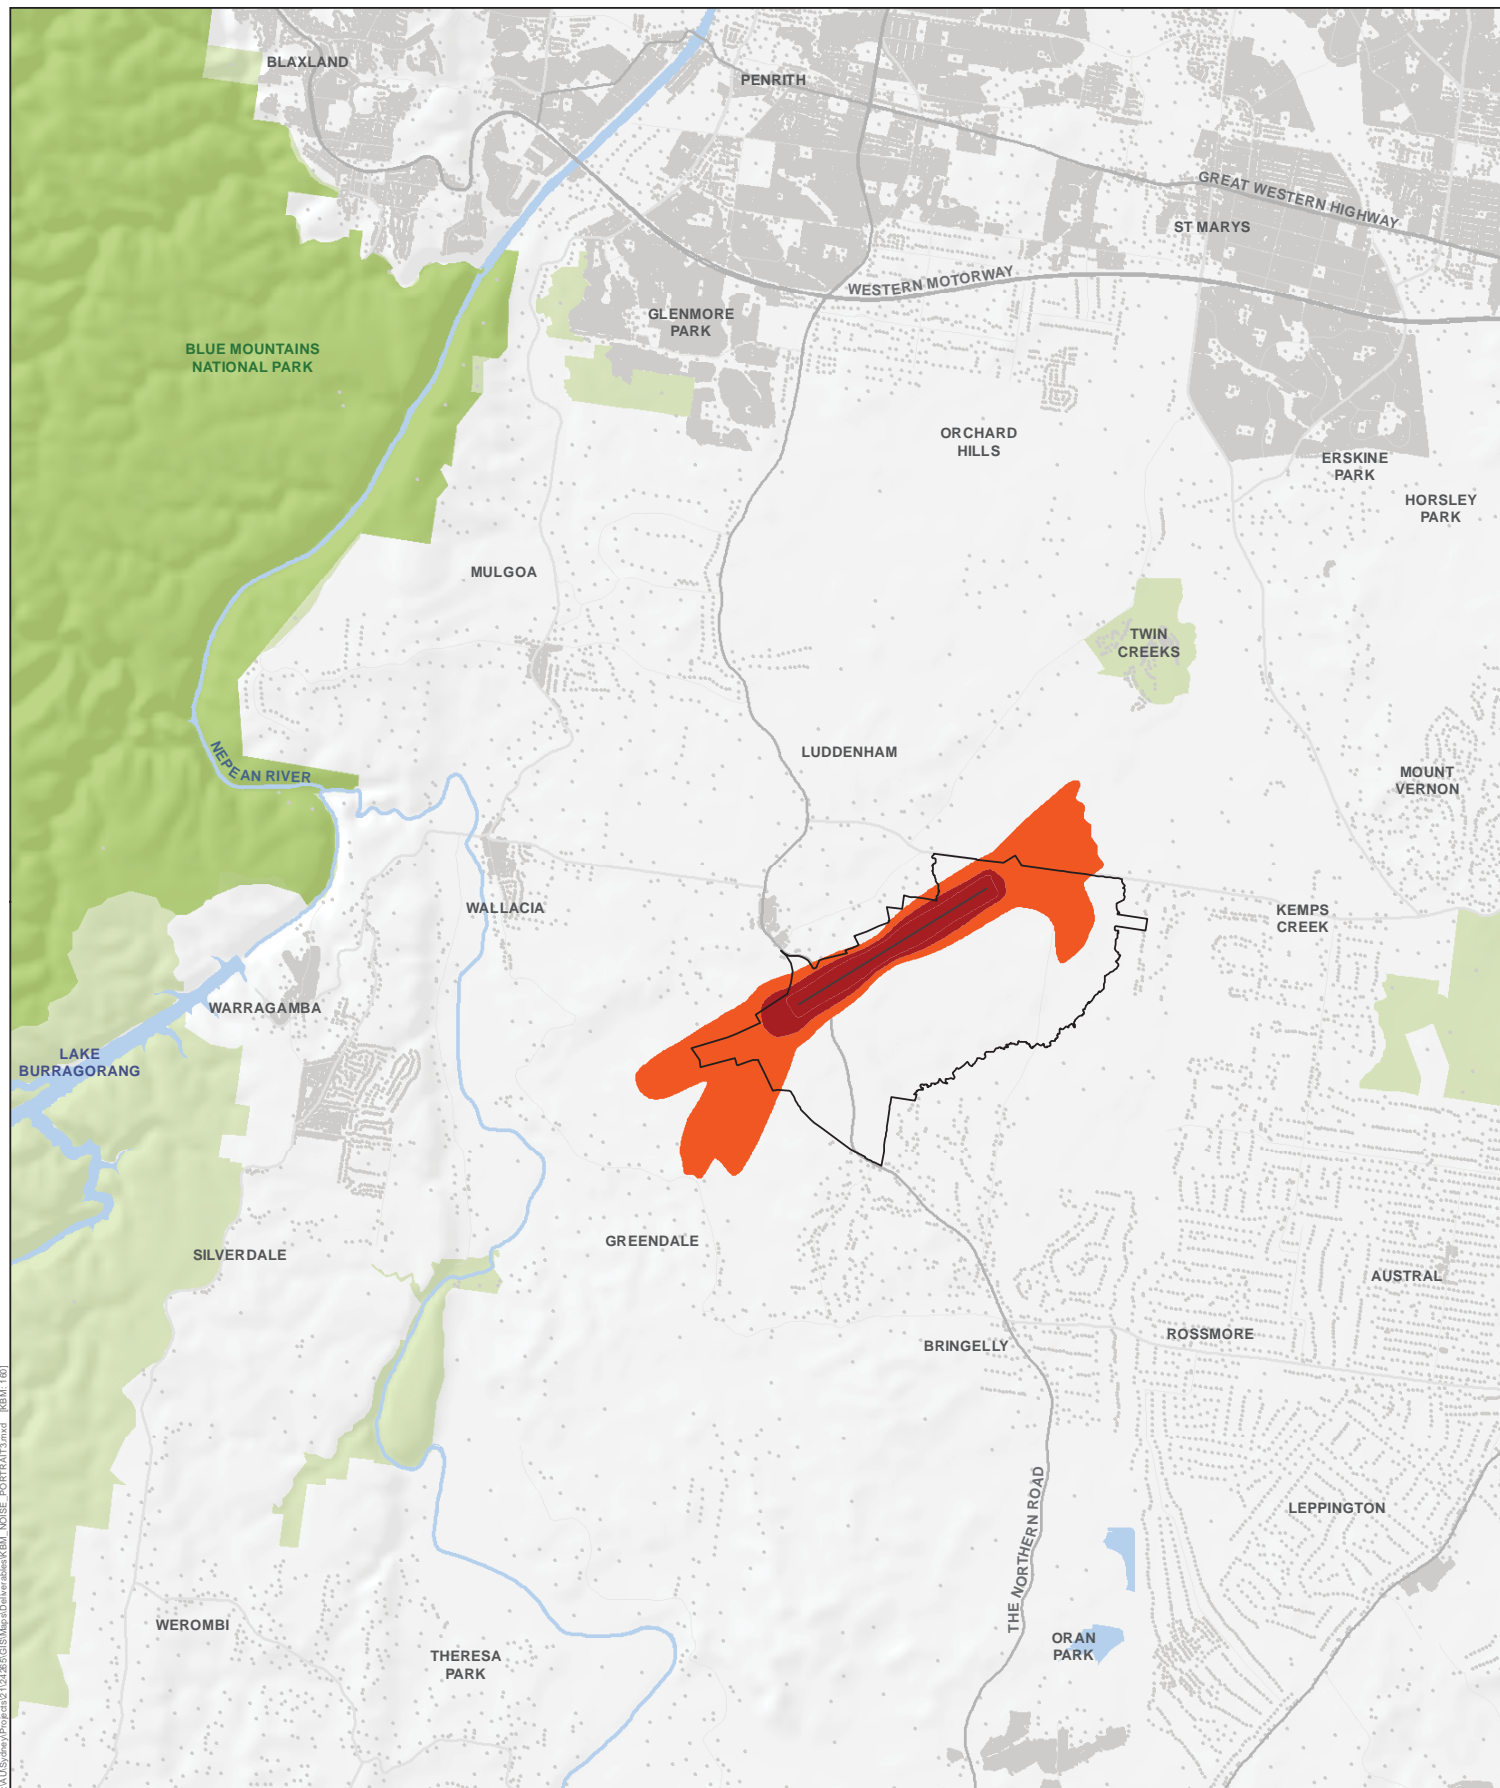 BLAXLAND
PENRITH
GREAT WESTERN HIGHWAY
ST MARYS
WESTERN MOTORWAY
GLENMORE
PARK
BLUE MOUNTAINS
NATIONAL PARK
ORCHARD
HILLS
ERSKINE
PARK
HORSLEY
PARK
MULGOA
TWIN
CREEKS
LUDDENHAM
NEPEAN RIVER
MOUNT
VERNON
WALLACIA
KEMPS
CREEK
WARRAGAMBA
LAKE
BURRAGORANG
GREENDALE
SILVERDALE
AUSTRAL
ROSSMORE
BRINGELLY
THE NORTHERN ROAD
LEPPINGTON
WEROMBI
ORAN
PARK
THERESA
PARK